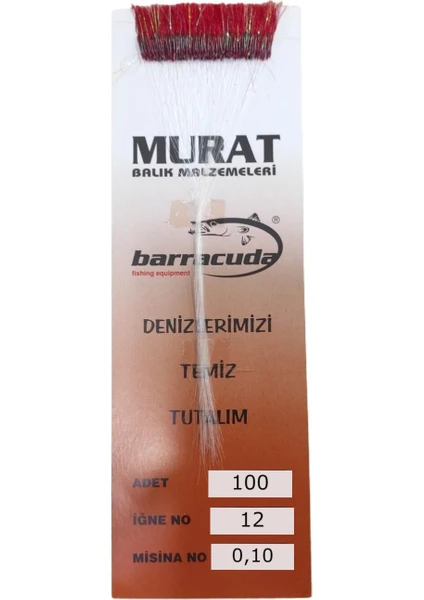 MURAT
BALIK MALZEMELERİ
®
barracuda
fishing equipment
DENİZLERİMİZİ
TEMİZ
TUTALIM
ADET 100
İĞNE NO 12
MİSİNA NO 0,10